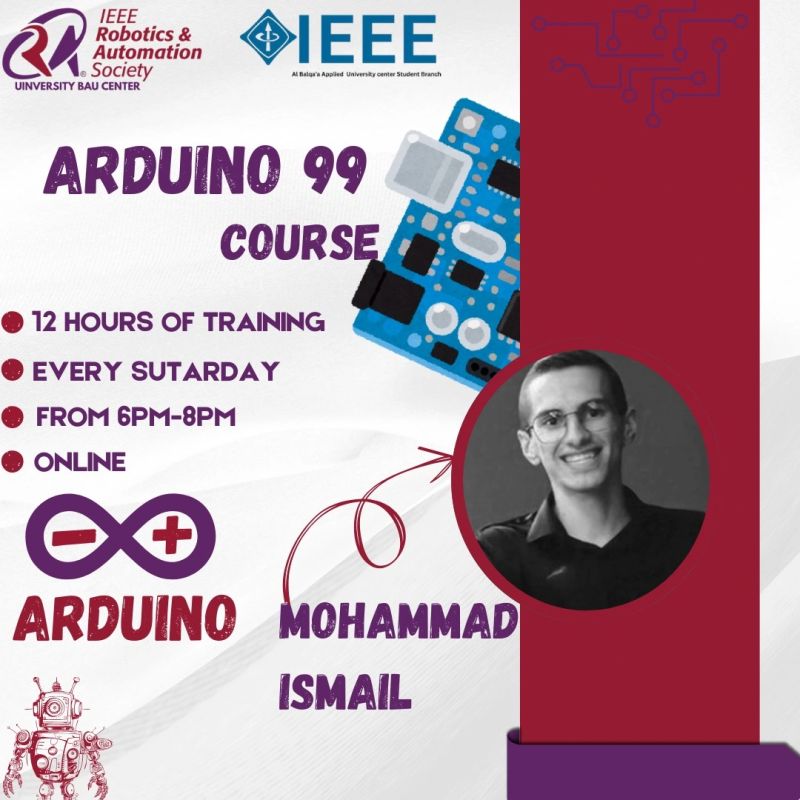 IEEE
Robotics &
Automation
Society
®
UINVERSITY BAU CENTER
IEEE
Al Balqa'a Applied University center Student Branch
ARDUINO 99
COURSE
12 HOURS OF TRAINING
EVERY SUTARDAY
FROM 6PM-8PM
ONLINE
ARDUINO
MOHAMMAD
ISMAIL